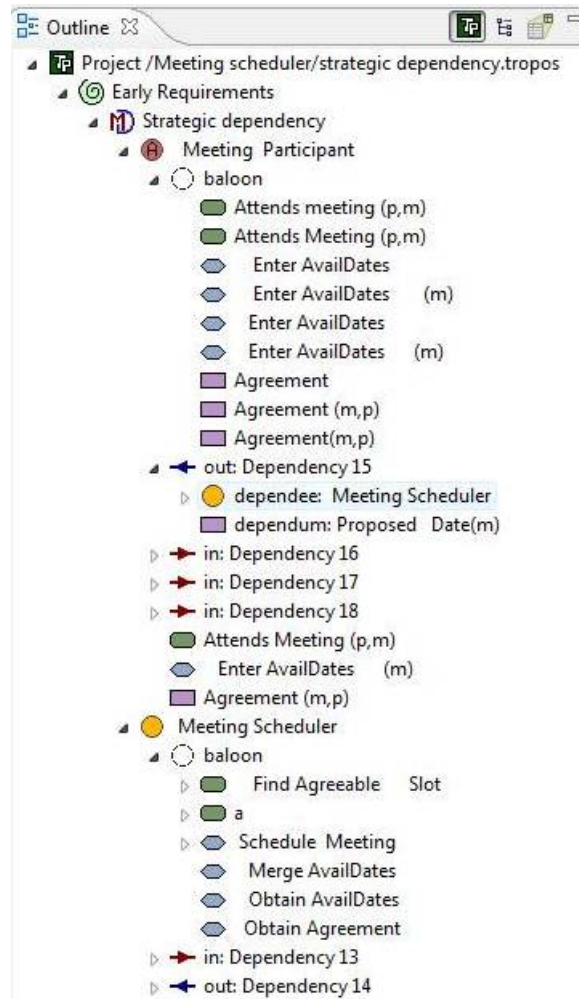 Outline
TP
TP Project /Meeting scheduler/strategic dependency.tropos
Early Requirements
M Strategic dependency
A Meeting Participant
baloon
Attends meeting (p,m)
Attends Meeting (p,m)
Enter AvailDates
Enter AvailDates (m)
Enter AvailDates
Enter AvailDates (m)
Agreement
Agreement (m,p)
Agreement(m,p)
out: Dependency 15
dependee: Meeting Scheduler
dependum: Proposed Date(m)
in: Dependency 16
in: Dependency 17
in: Dependency 18
Attends Meeting (p,m)
Enter AvailDates (m)
Agreement (m,p)
Meeting Scheduler
baloon
Find Agreeable Slot
a
Schedule Meeting
Merge AvailDates
Obtain AvailDates
Obtain Agreement
in: Dependency 13
out: Dependency 14